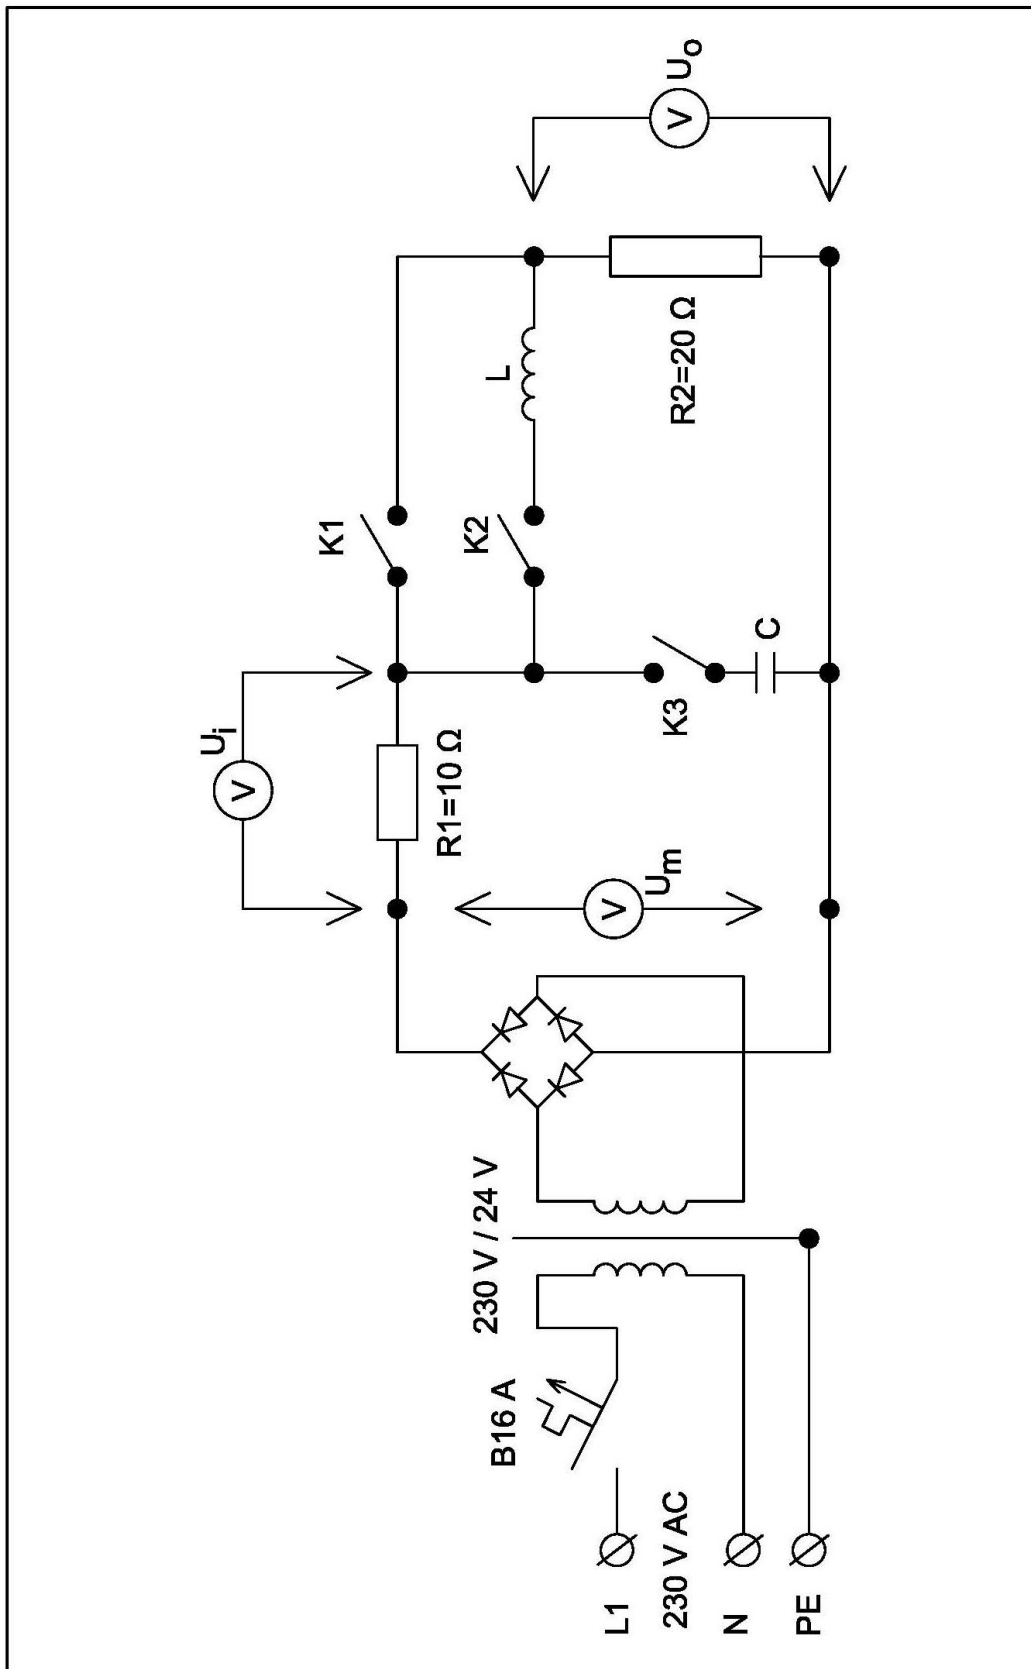 L1
230 V AC
N
PE
B16 A
230 V / 24 V
V
Um
V
Ui
R1=10 Ω
K1
K2
K3
C
L
R2=20 Ω
V
Uo